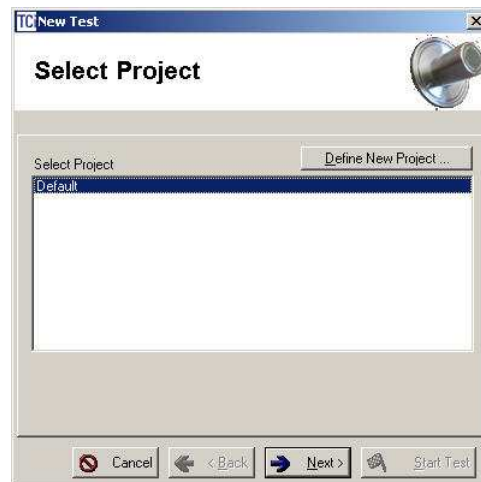 TC New Test
Select Project
Select Project
Define New Project ...
Default
Cancel
< Back
Next >
Start Test